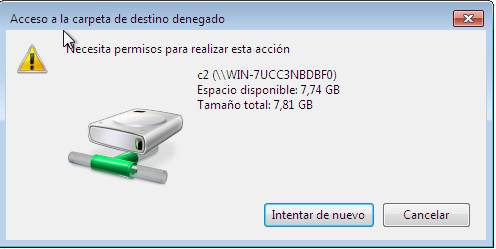 Acceso a la carpeta de destino denegado
Necesita permisos para realizar esta acción
c2 (\\WIN-7UCC3NBDBF0)
Espacio disponible: 7,74 GB
Tamaño total: 7,81 GB
Intentar de nuevo
Cancelar